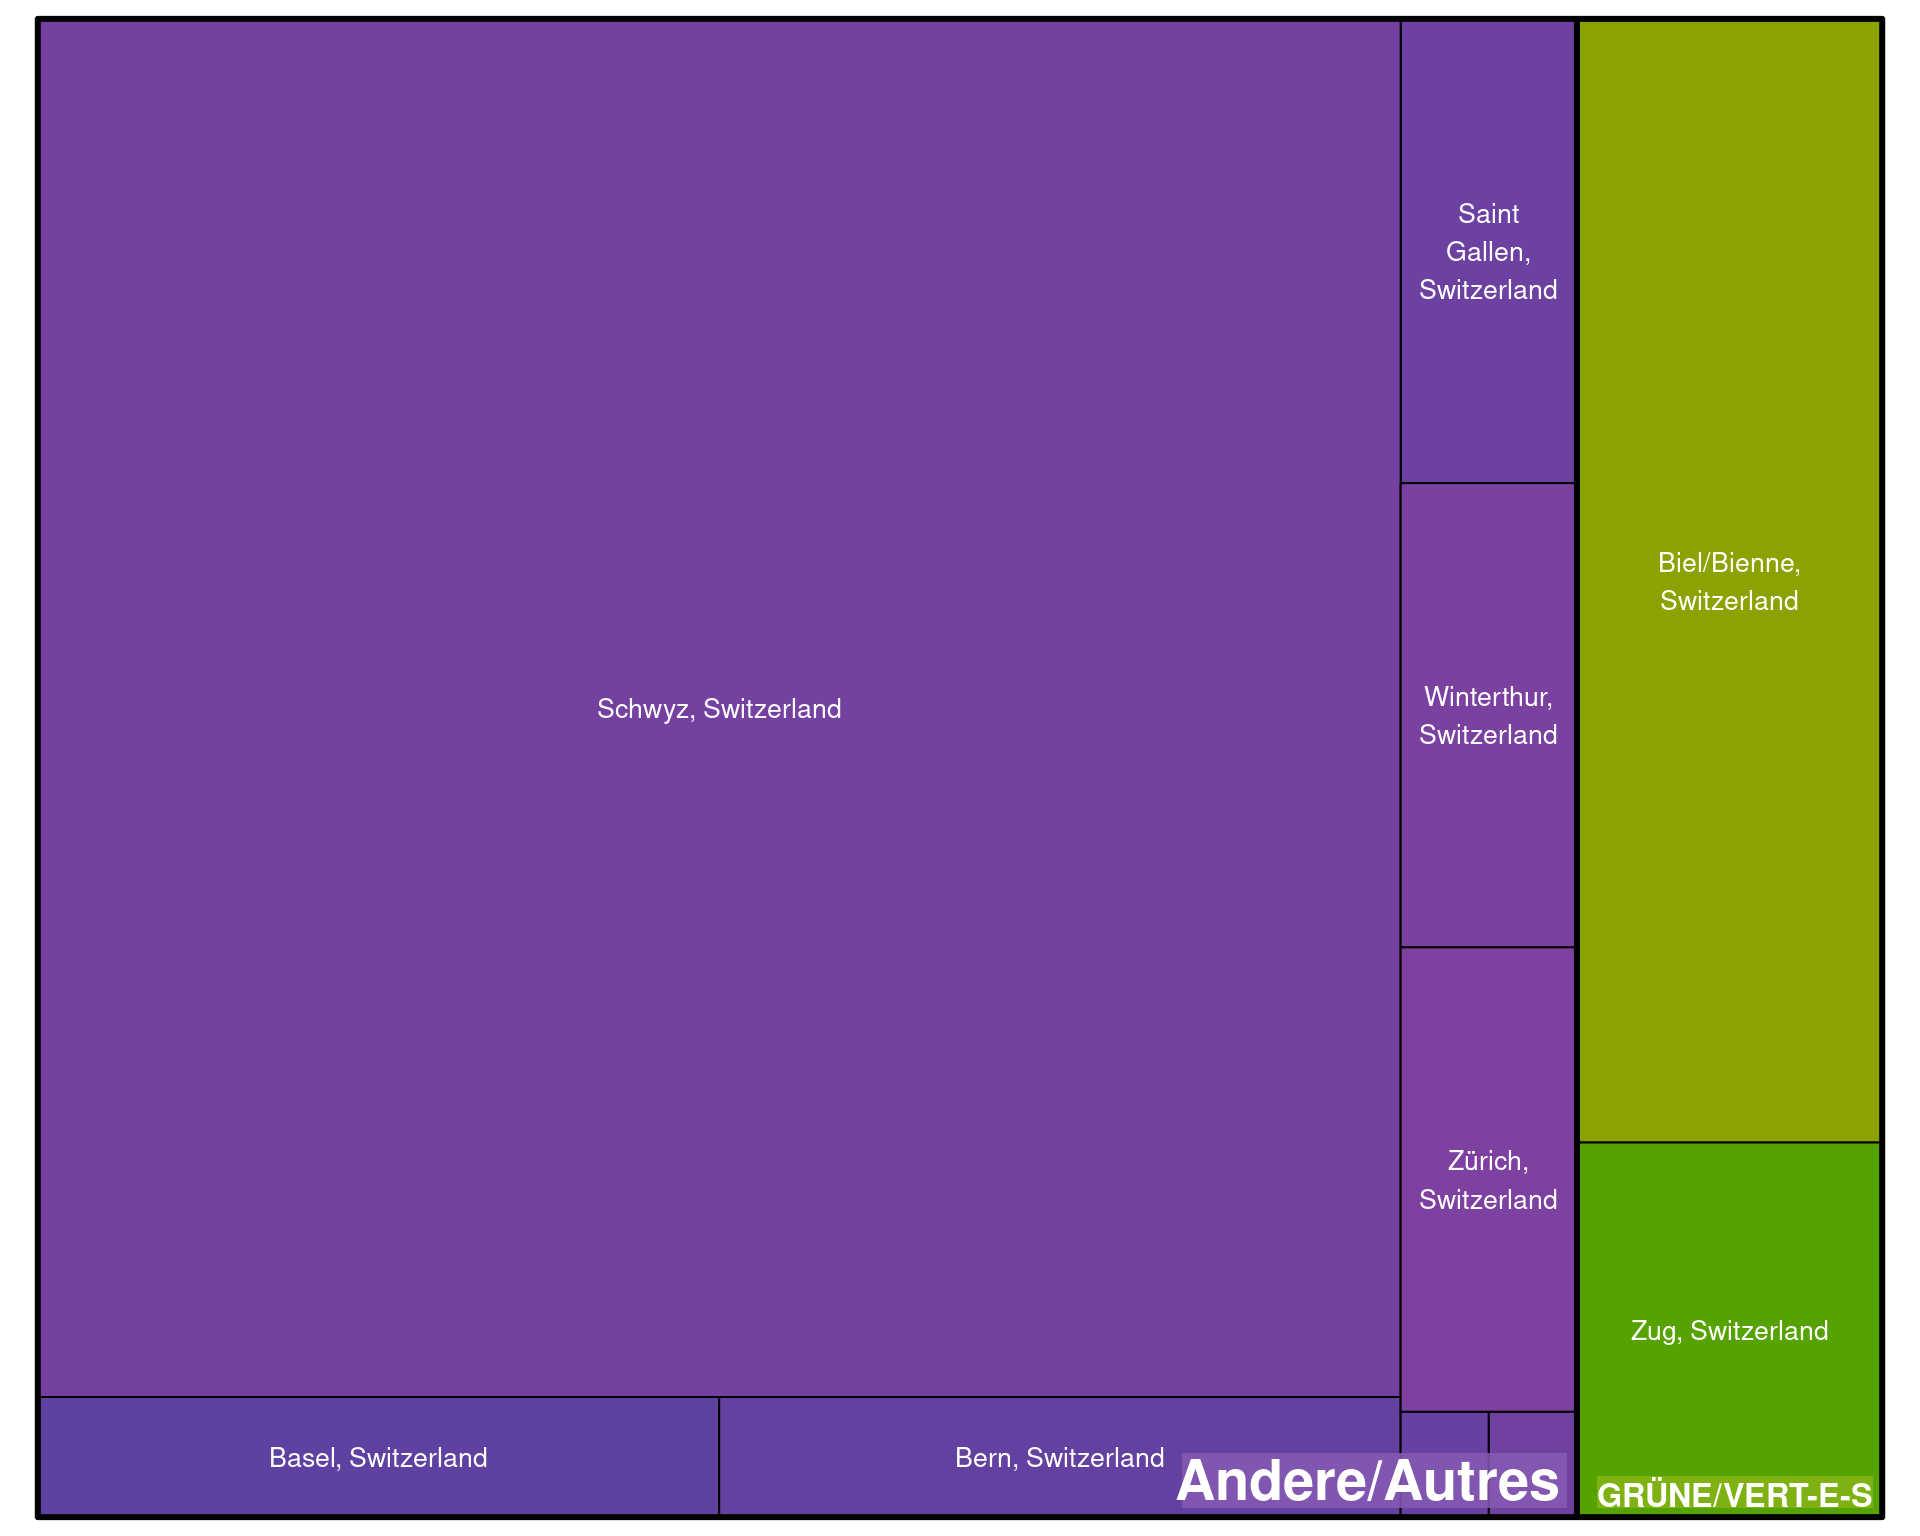 Saint
Gallen,
Switzerland
Biel/Bienne,
Switzerland
Schwyz, Switzerland
Winterthur,
Switzerland
Zürich,
Switzerland
Zug, Switzerland
Basel, Switzerland
Bern, Switzerland
Andere/Autres
GRÜNE/VERT-E-S